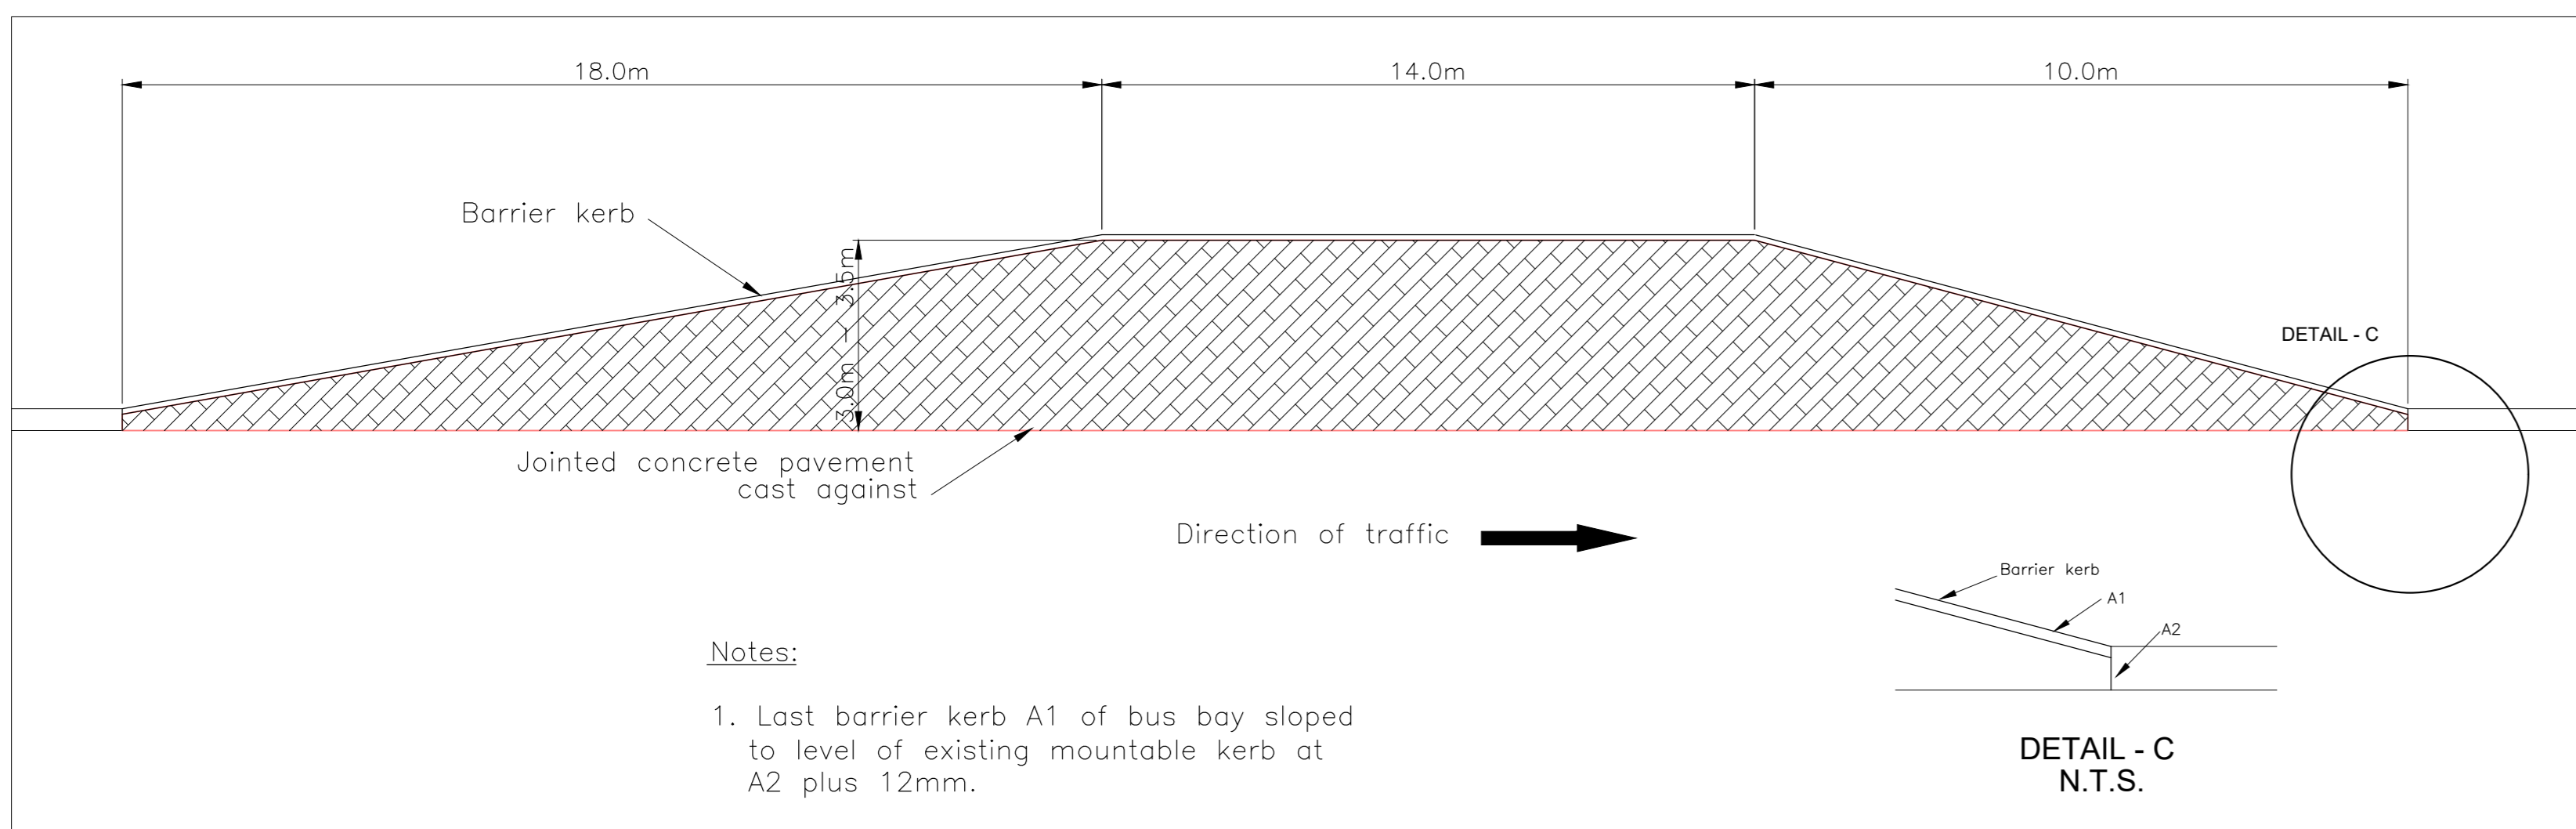 18.0m
14.0m
10.0m
Barrier kerb
3.0m - 3.5m
DETAIL - C
Jointed concrete pavement
cast against
Direction of traffic
Barrier kerb
A1
A2
Notes:
1. Last barrier kerb A1 of bus bay sloped
to level of existing mountable kerb at
A2 plus 12mm.
DETAIL - C
N.T.S.